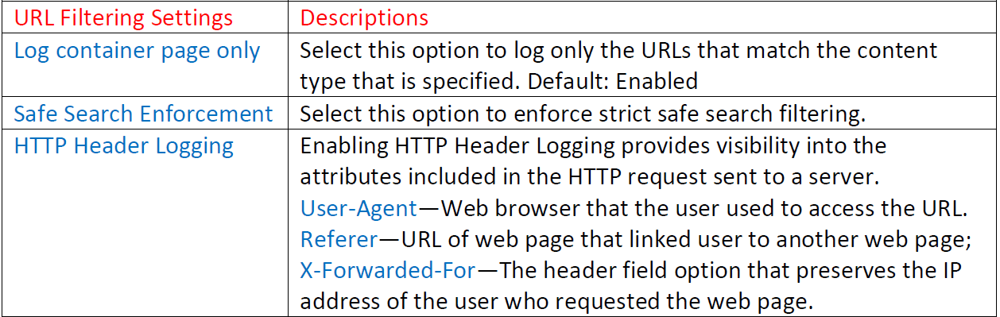 URL Filtering Settings
Descriptions
Log container page only
Select this option to log only the URLs that match the content
type that is specified. Default: Enabled
Safe Search Enforcement
Select this option to enforce strict safe search filtering.
HTTP Header Logging
Enabling HTTP Header Logging provides visibility into the
attributes included in the HTTP request sent to a server.
User-Agent—Web browser that the user used to access the URL.
Referer—URL of web page that linked user to another web page;
X-Forwarded-For—The header field option that preserves the IP
address of the user who requested the web page.